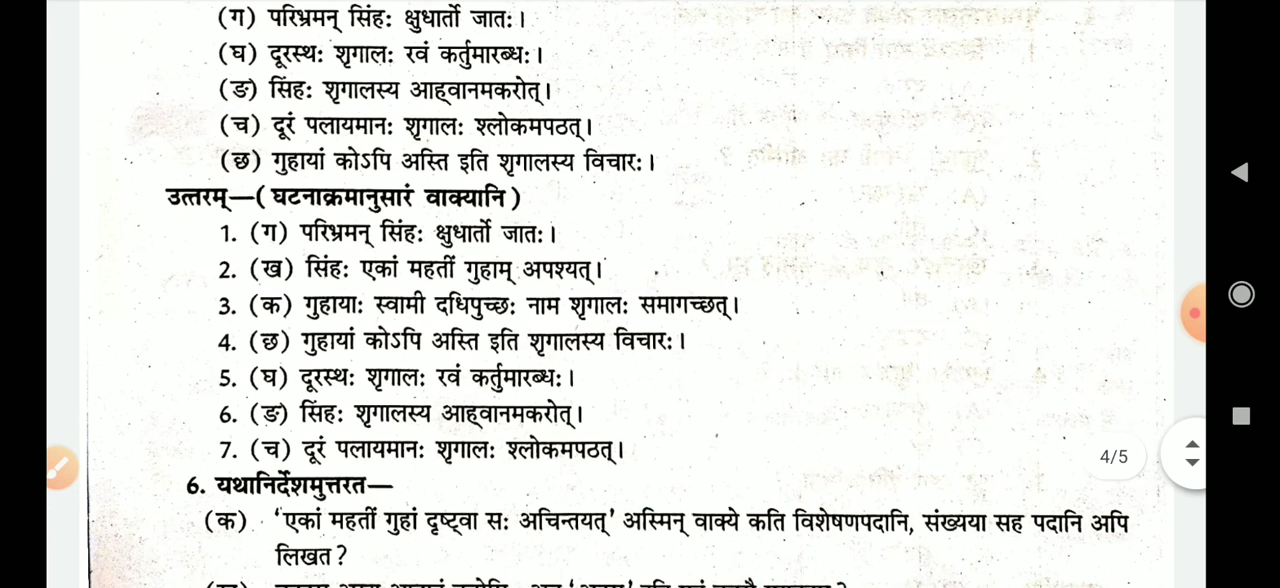 (ग) परिभ्रमन् सिंहः क्षुधार्तो जातः।
(घ) दूरस्थः शृगालः रवं कर्तुमारब्धः।
(ङ) सिंहः शृगालस्य आह्वानमकरोत्।
(च) दूरं पलायमानः शृगालः श्लोकमपठत्।
(छ) गुहायां कोऽपि अस्ति इति शृगालस्य विचारः।
उत्तरम्—(घटनाक्रमानुसारं वाक्यानि)
1. (ग) परिभ्रमन् सिंहः क्षुधार्तो जातः।
2. (ख) सिंहः एकां महतीं गुहाम् अपश्यत्।
3. (क) गुहायाः स्वामी दधिपुच्छः नाम शृगालः समागच्छत्।
4. (छ) गुहायां कोऽपि अस्ति इति शृगालस्य विचारः।
5. (घ) दूरस्थः शृगालः रवं कर्तुमारब्धः।
6. (ङ) सिंहः शृगालस्य आह्वानमकरोत्।
7. (च) दूरं पलायमानः शृगालः श्लोकमपठत्।
4/5
6. यथानिर्देशमुत्तरत—
(क) 'एकां महतीं गुहां दृष्ट्वा सः अचिन्तयत्' अस्मिन् वाक्ये कति विशेषणपदानि, संख्यया सह पदानि अपि
लिखत?